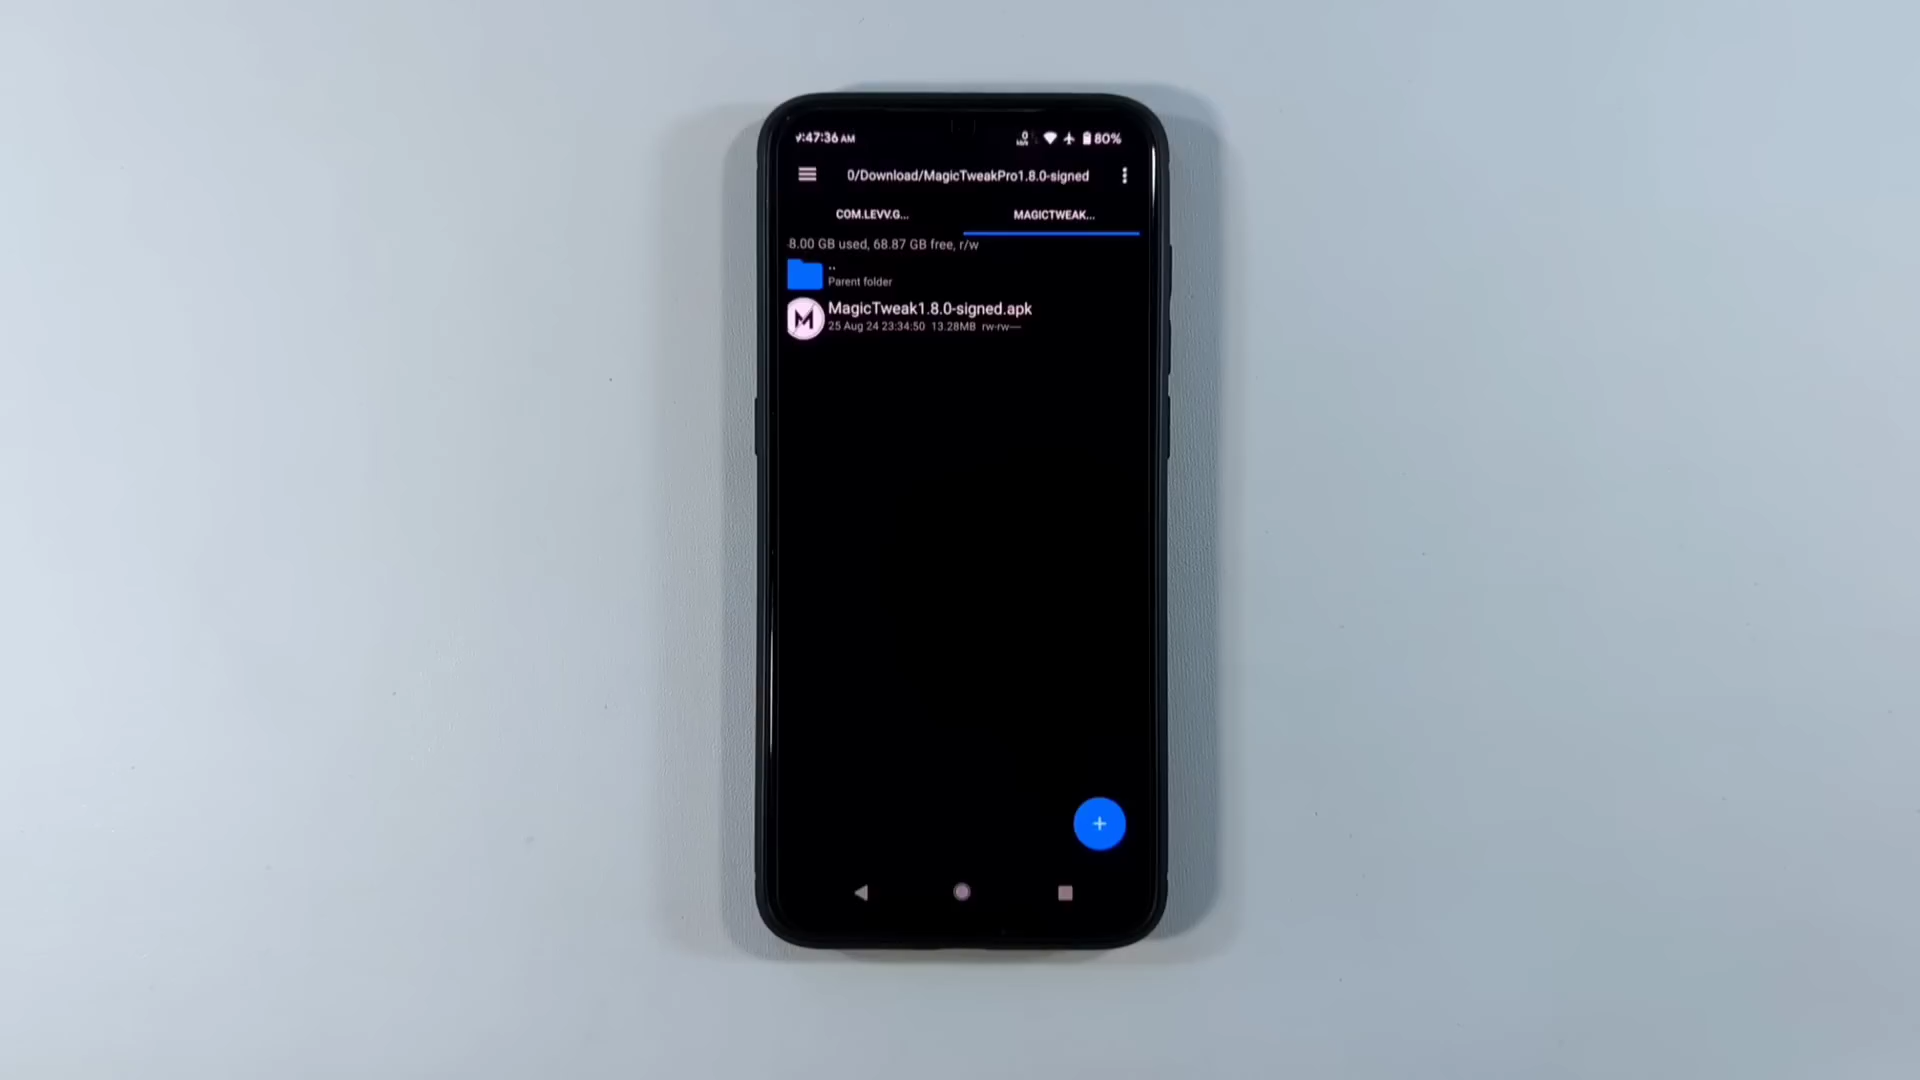 :47:36 AM
80%
0/Download/MagicTweakPro1.8.0-signed
COM.LEVV.G...
MAGICTWEAK...
8.00 GB used, 68.87 GB free, r/w
..
Parent folder
MagicTweak1.8.0-signed.apk
25 Aug 24 23:34:50 13.28MB rw-rw----
+